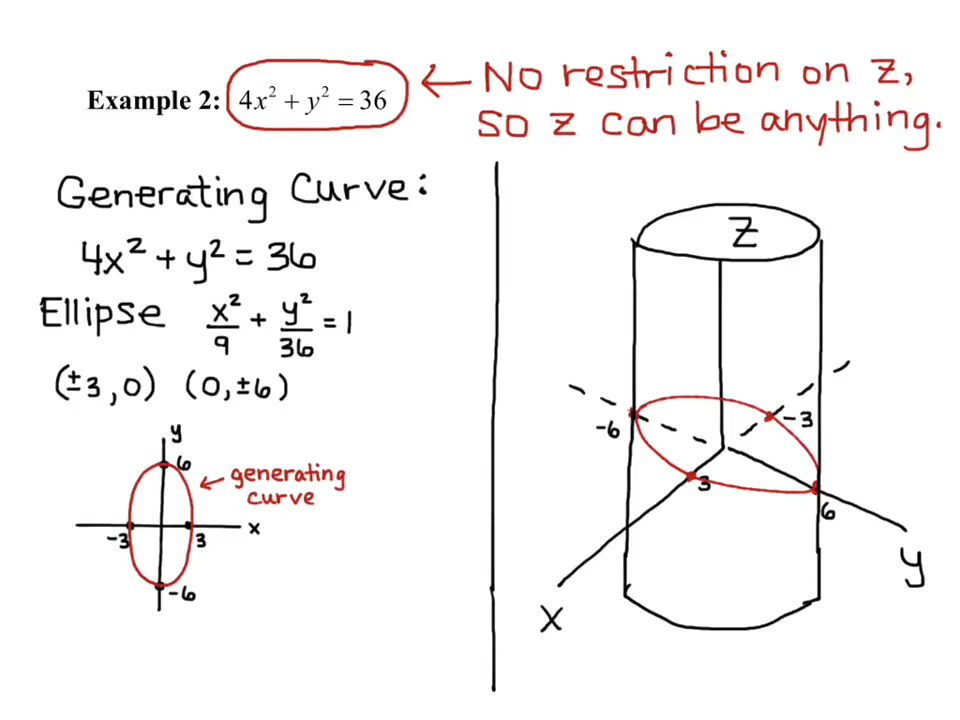 Example 2: 4x² + y² = 36 ← No restriction on z,
so z can be anything.
Generating Curve:
4x² + y² = 36
Ellipse x²/9 + y²/36 = 1
(±3, 0) (0, ±6)
y
6
← generating
curve
-3
3
x
-6
z
-6
-3
3
6
y
x